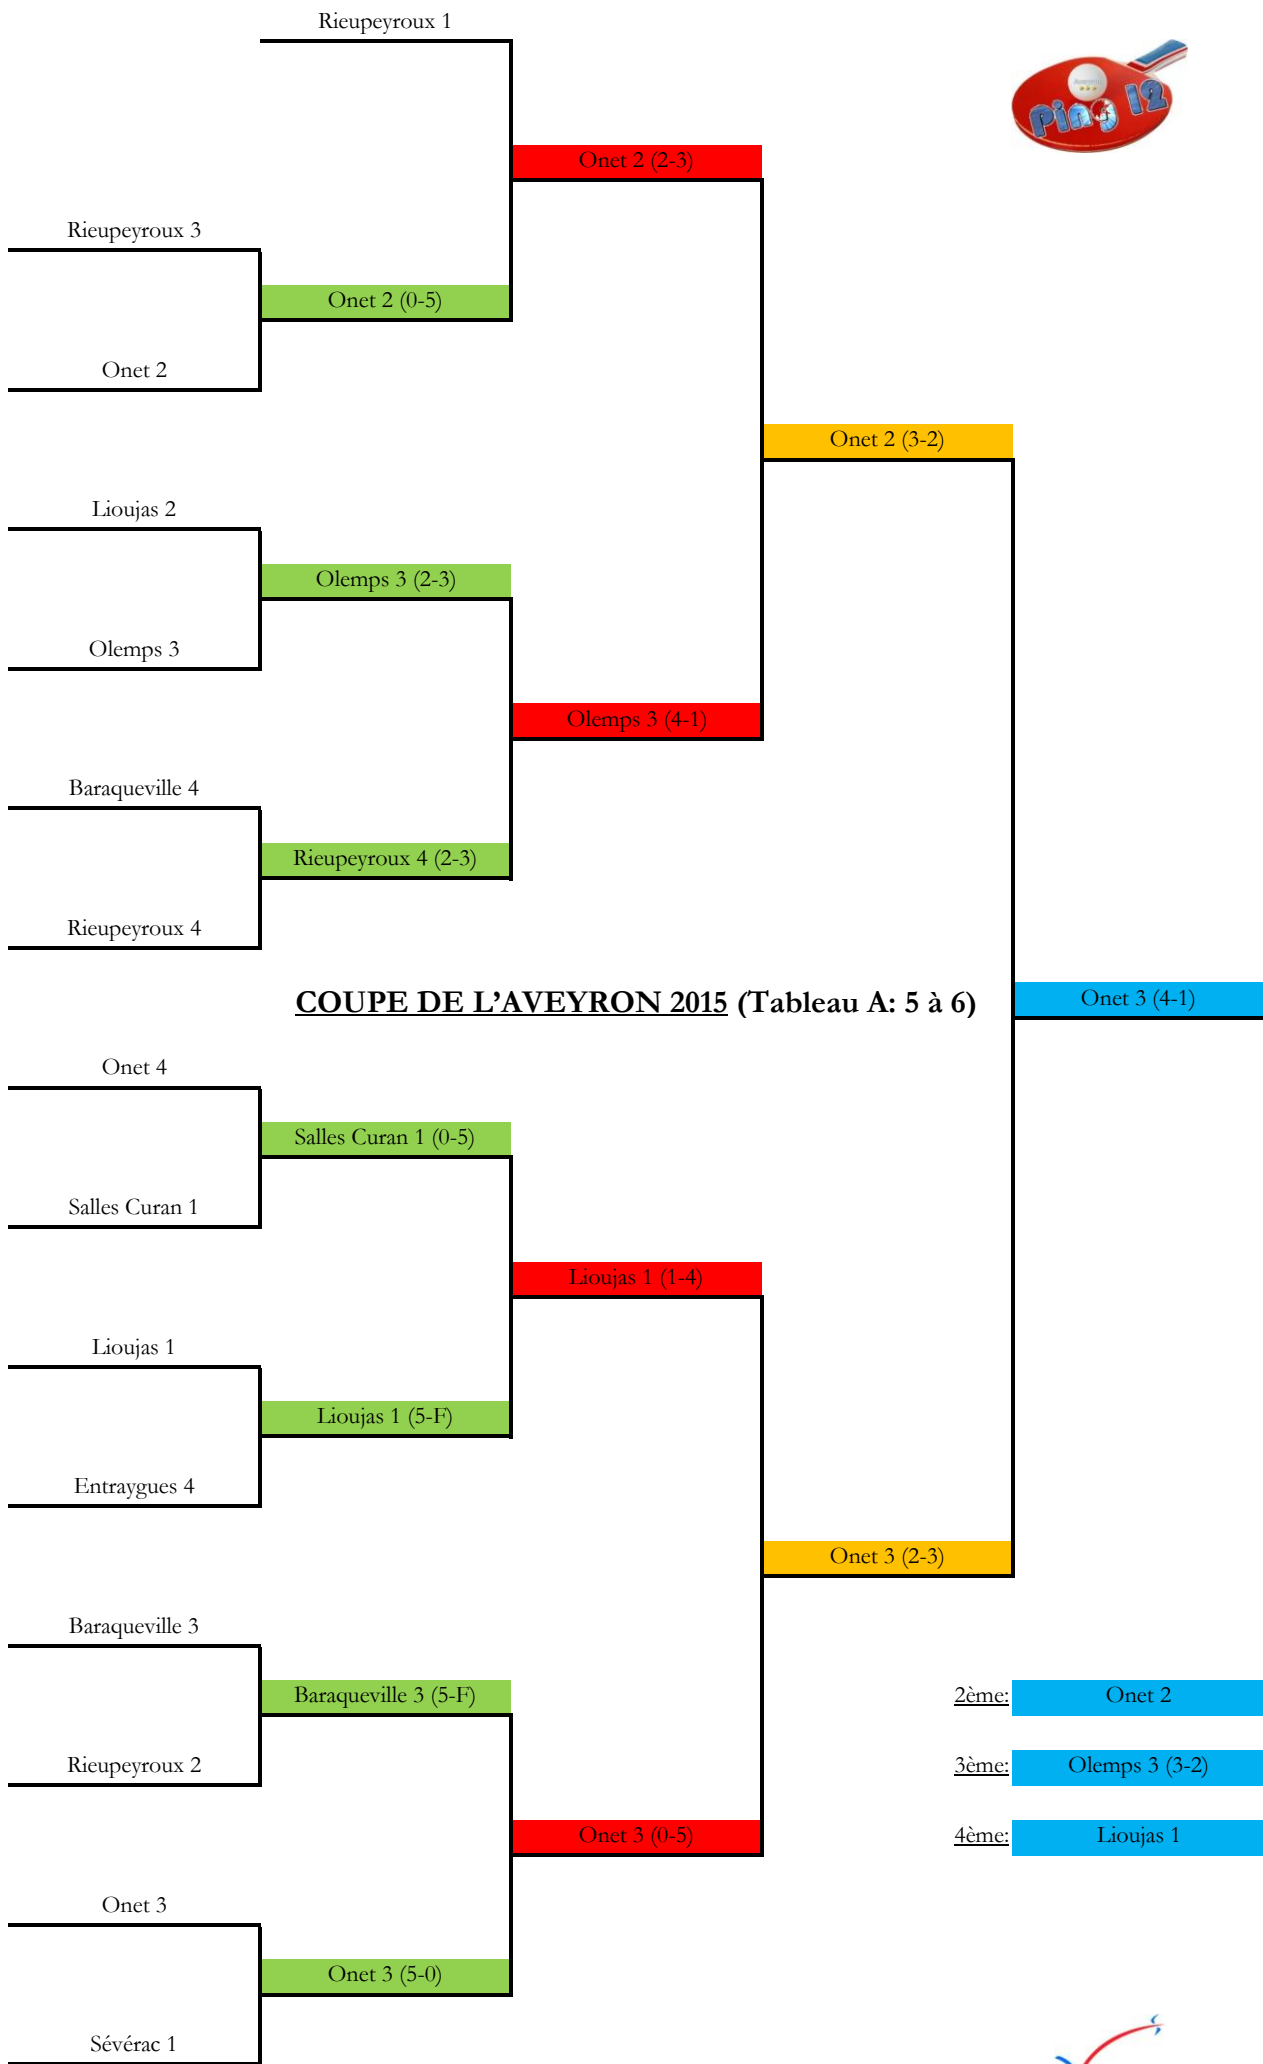 Rieupeyroux 1
Ping 12
Onet 2 (2-3)
Rieupeyroux 3
Onet 2 (0-5)
Onet 2
Onet 2 (3-2)
Lioujas 2
Olemps 3 (2-3)
Olemps 3
Olemps 3 (4-1)
Baraqueville 4
Rieupeyroux 4 (2-3)
Rieupeyroux 4
COUPE DE L'AVEYRON 2015 (Tableau A: 5 à 6)
Onet 3 (4-1)
Onet 4
Salles Curan 1 (0-5)
Salles Curan 1
Lioujas 1 (1-4)
Lioujas 1
Lioujas 1 (5-F)
Entraygues 4
Onet 3 (2-3)
Baraqueville 3
Baraqueville 3 (5-F)
2ème: Onet 2
Rieupeyroux 2
3ème: Olemps 3 (3-2)
Onet 3 (0-5)
4ème: Lioujas 1
Onet 3
Onet 3 (5-0)
Sévérac 1